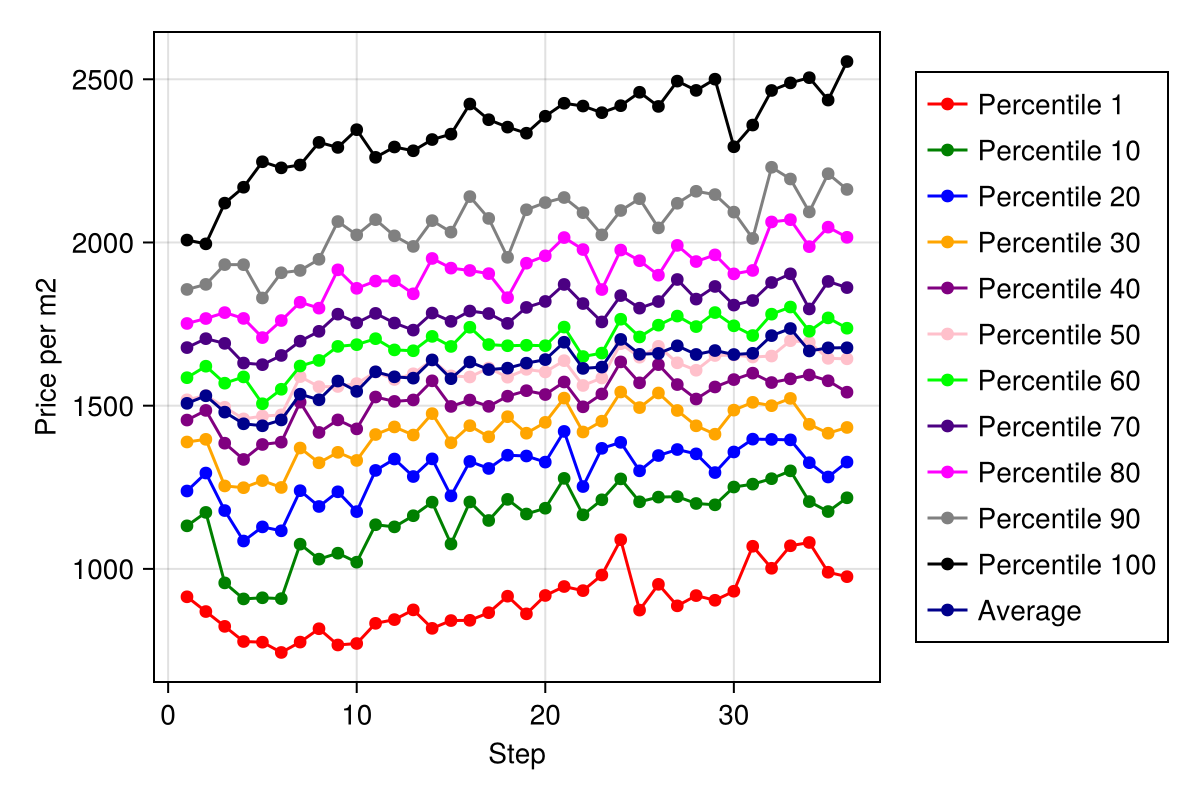 Price per m2
2500
2000
1500
1000
0
10
20
30
Step
Percentile 1
Percentile 10
Percentile 20
Percentile 30
Percentile 40
Percentile 50
Percentile 60
Percentile 70
Percentile 80
Percentile 90
Percentile 100
Average